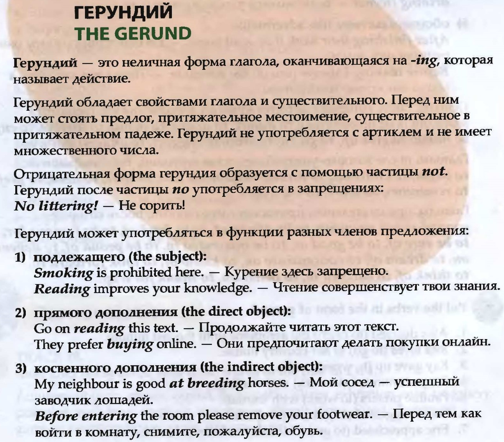 ГЕРУНДИЙ
THE GERUND
Герундий — это неличная форма глагола, оканчивающаяся на -ing, которая
называет действие.
Герундий обладает свойствами глагола и существительного. Перед ним
может стоять предлог, притяжательное местоимение, существительное в
притяжательном падеже. Герундий не употребляется с артиклем и не имеет
множественного числа.
Отрицательная форма герундия образуется с помощью частицы not.
Герундий после частицы no употребляется в запрещениях:
No littering! — Не сорить!
Герундий может употребляться в функции разных членов предложения:
1) подлежащего (the subject):
Smoking is prohibited here. — Курение здесь запрещено.
Reading improves your knowledge. — Чтение совершенствует твои знания.
2) прямого дополнения (the direct object):
Go on reading this text. — Продолжайте читать этот текст.
They prefer buying online. — Они предпочитают делать покупки онлайн.
3) косвенного дополнения (the indirect object):
My neighbour is good at breeding horses. — Мой сосед — успешный
заводчик лошадей.
Before entering the room please remove your footwear. — Перед тем как
войти в комнату, снимите, пожалуйста, обувь.